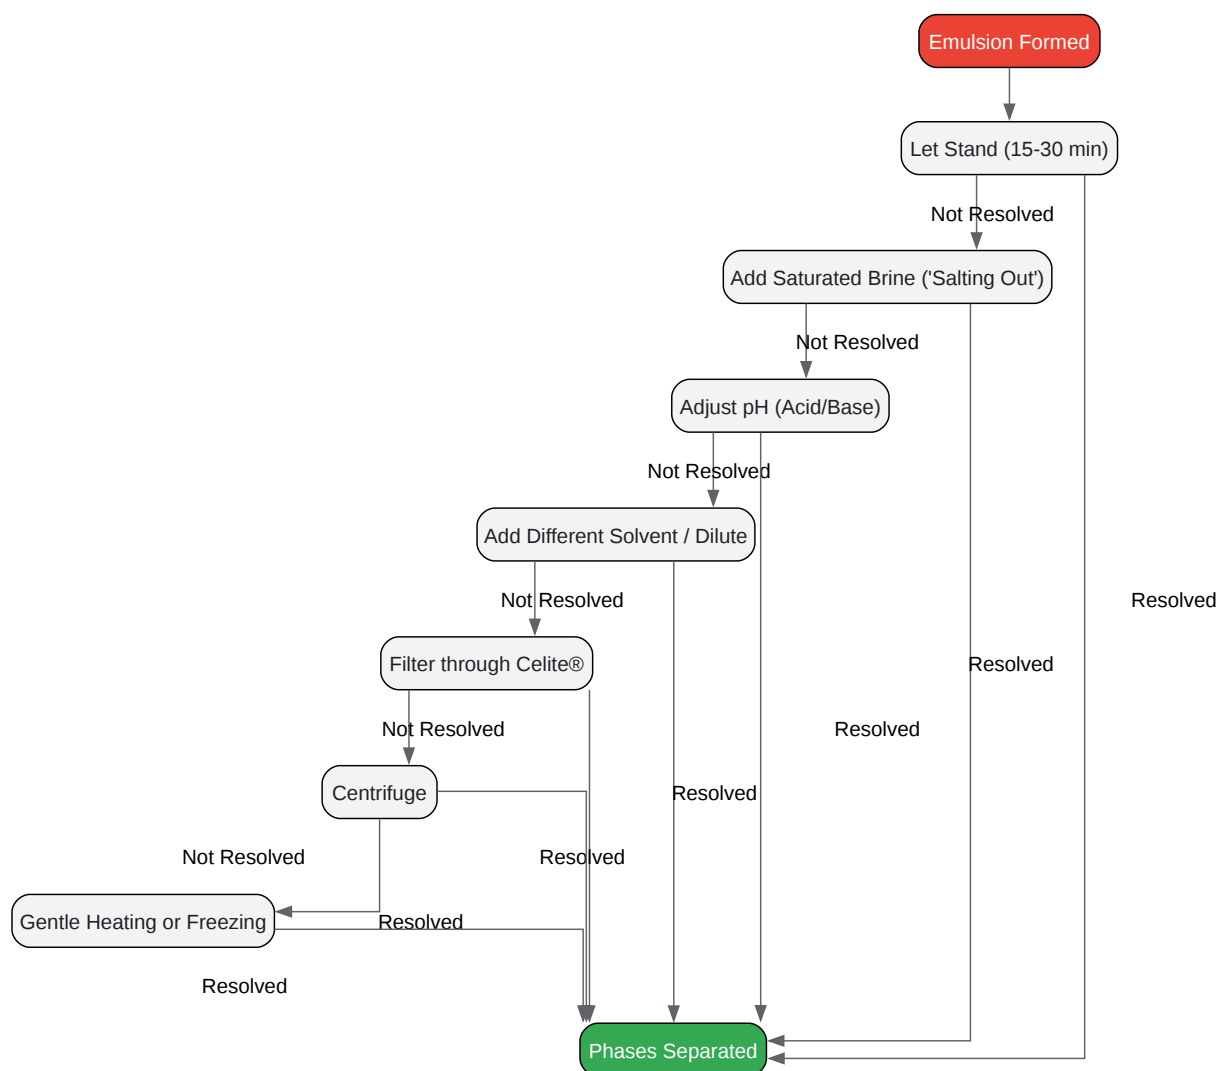 Emulsion Formed
Let Stand (15-30 min)
Not Resolved
Add Saturated Brine ('Salting Out')
Not Resolved
Adjust pH (Acid/Base)
Not Resolved
Add Different Solvent / Dilute
Not Resolved
Resolved
Filter through Celite®
Resolved
Not Resolved
Resolved
Centrifuge
Resolved
Not Resolved
Resolved
Gentle Heating or Freezing
Resolved
Resolved
Phases Separated